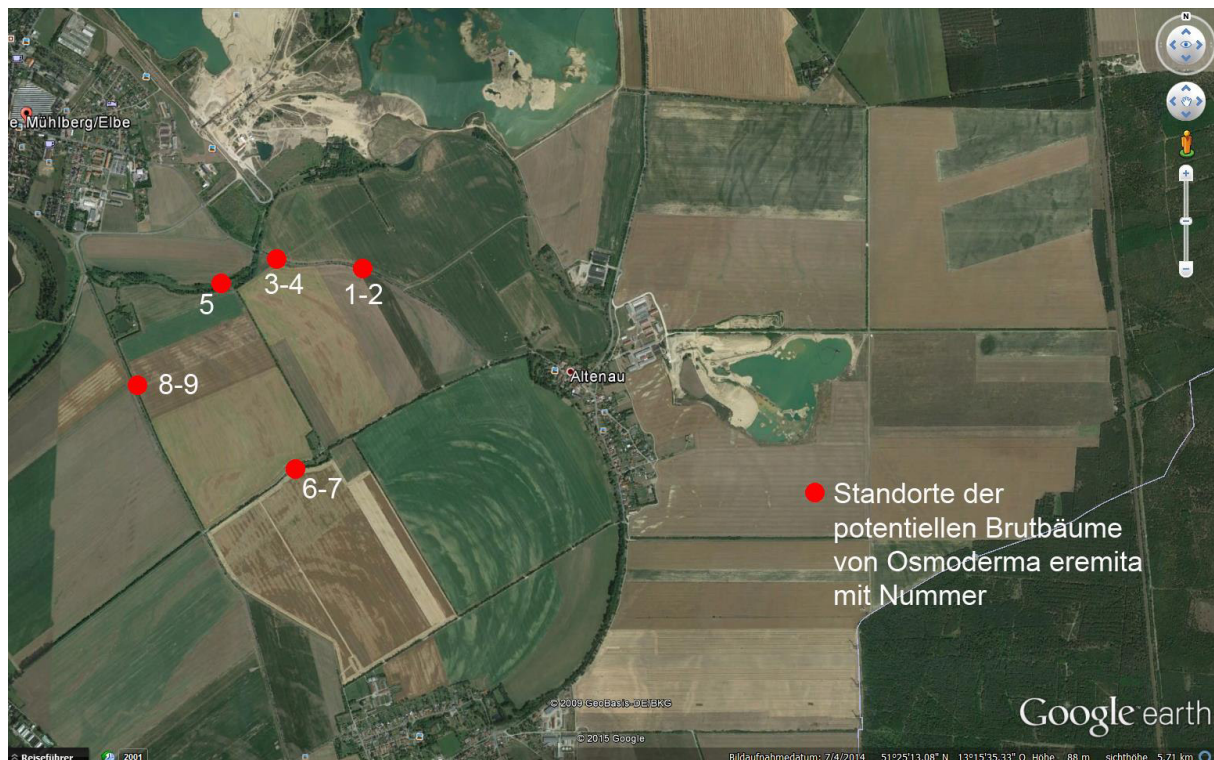 N
e Mühlberg/Elbe
3-4
1-2
5
Altenau
8-9
6-7
Standorte der
potentiellen Brutbäume
von Osmoderma eremita
mit Nummer
© 2009 GeoBasis-DE/BKG
© 2015 Google
Google earth
Reiseführer
2001
Bildaufnahmedatum: 7/4/2014 51°25'13.08" N 13°15'35.33" O Höhe 88 m sichthöhe 5.71 km